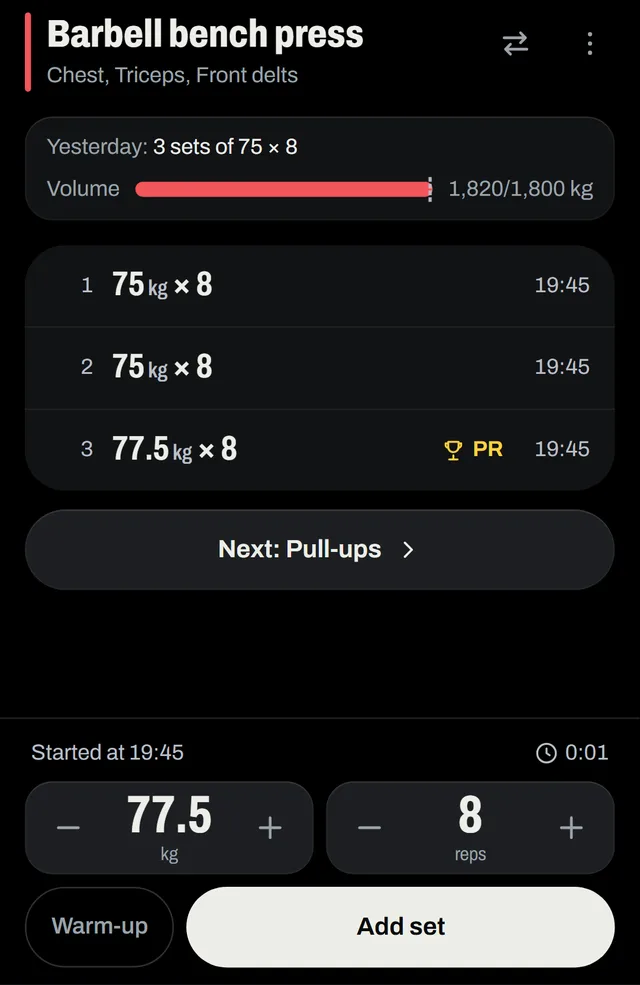 Barbell bench press
Chest, Triceps, Front delts
Yesterday: 3 sets of 75 × 8
Volume 1,820/1,800 kg
1 75 kg × 8 19:45
2 75 kg × 8 19:45
3 77.5 kg × 8 PR 19:45
Next: Pull-ups
Started at 19:45 0:01
77.5 8
kg reps
Warm-up Add set